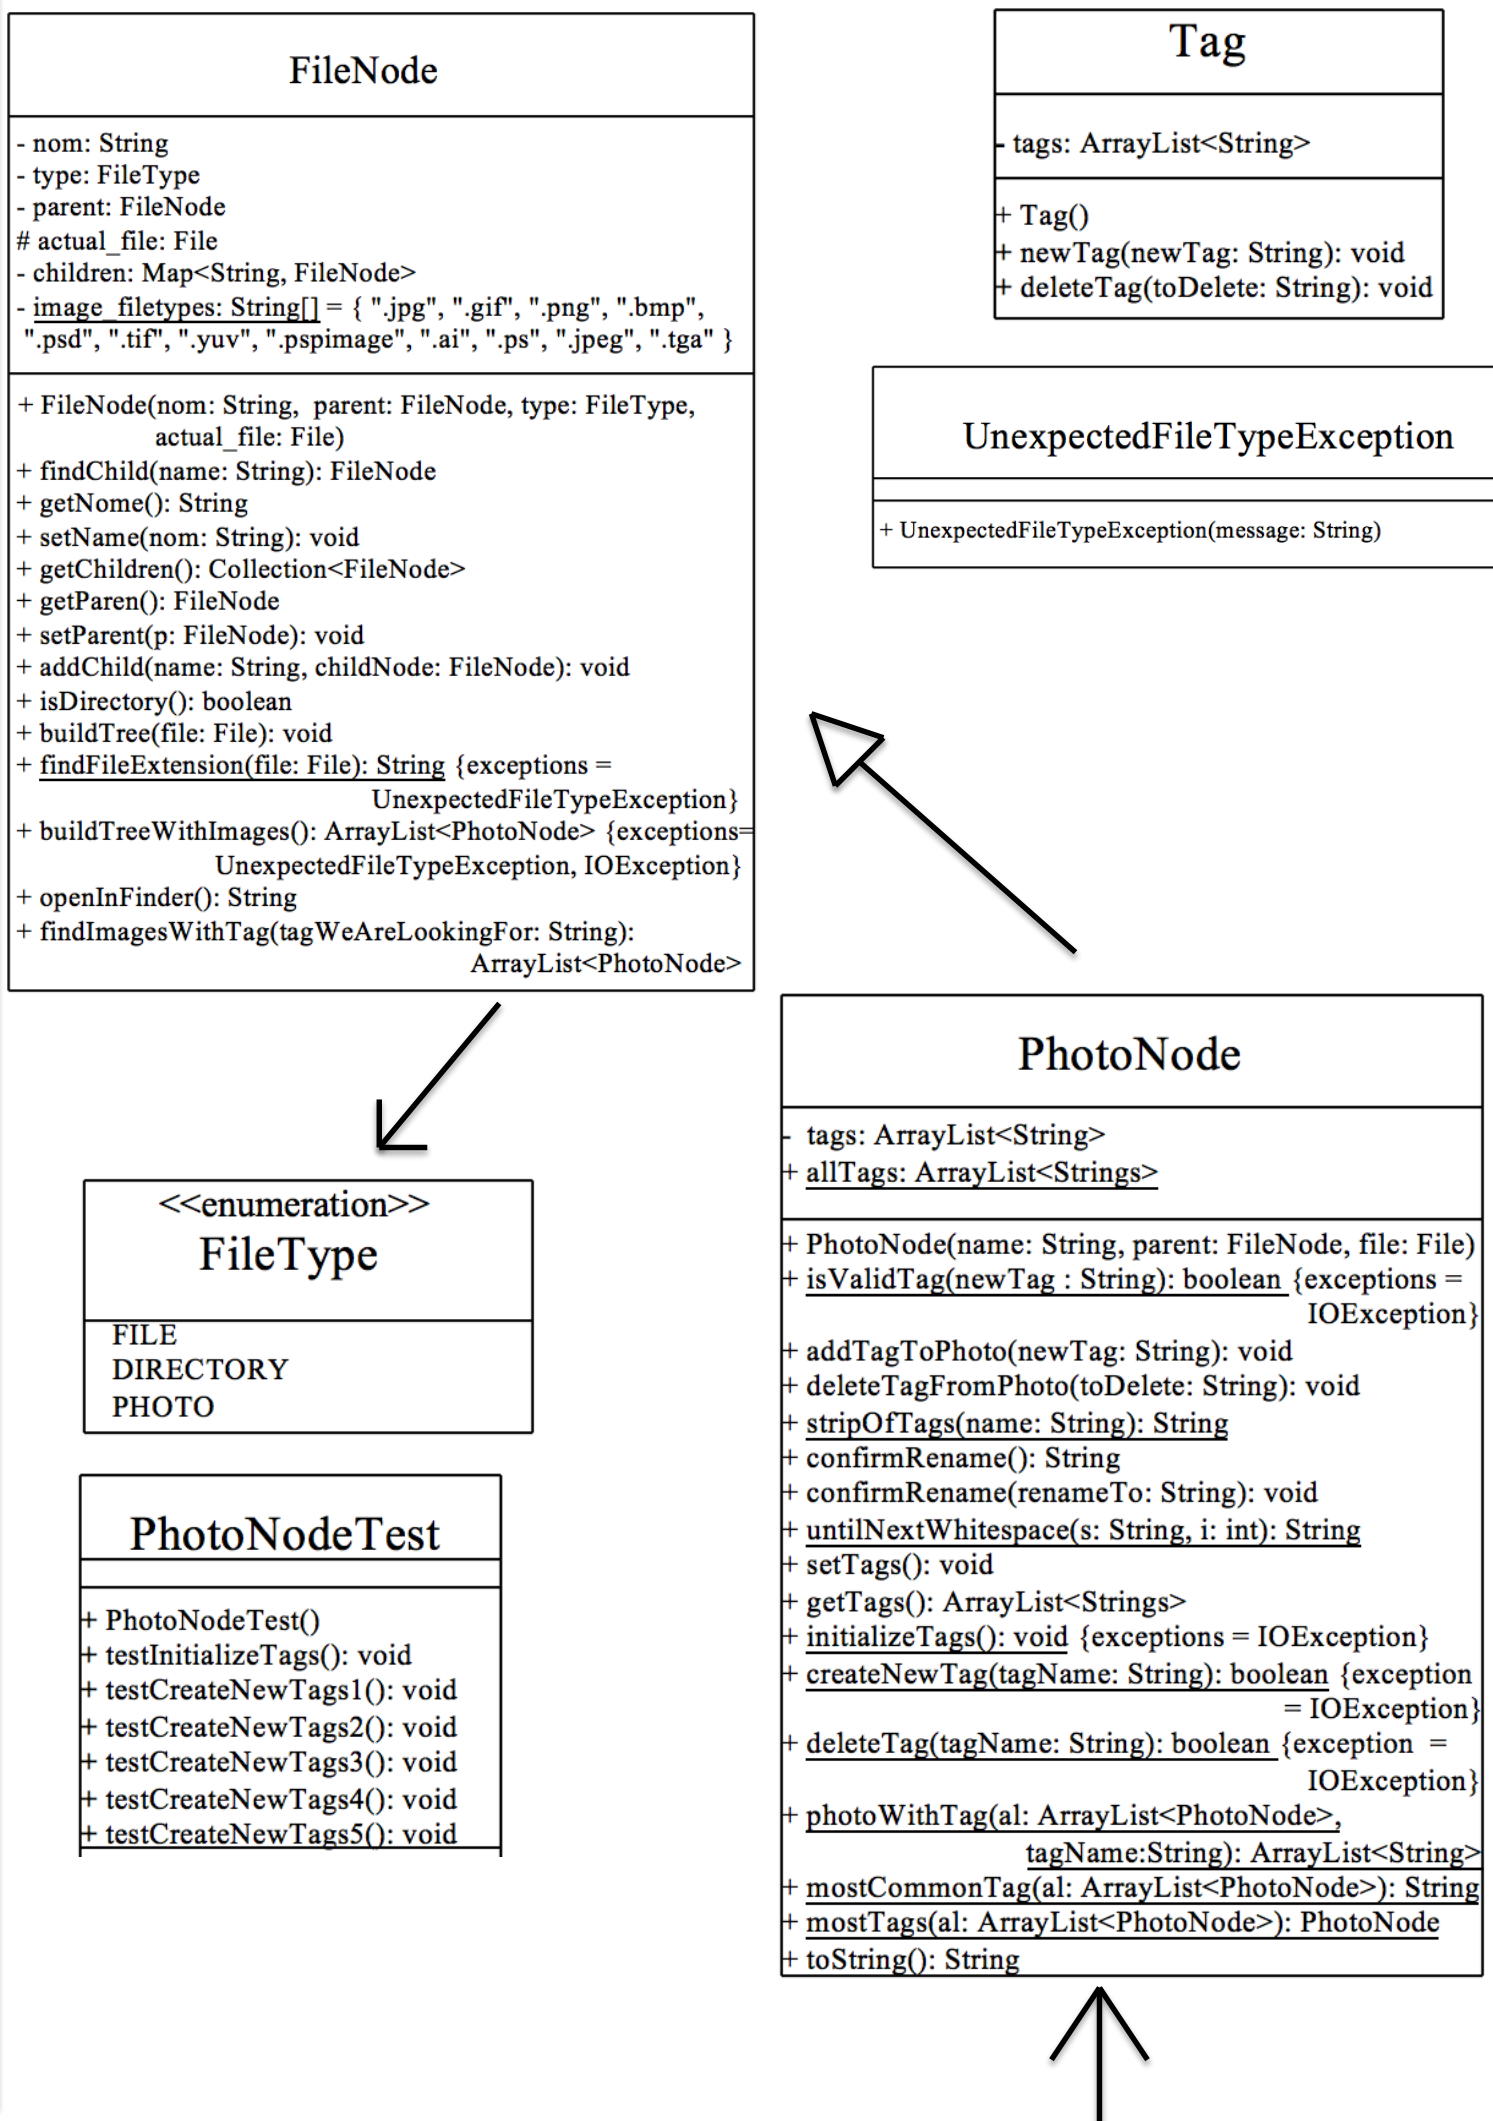 FileNode
- nom: String
- type: FileType
- parent: FileNode
# actual_file: File
- children: Map<String, FileNode>
- image_filetypes: String[] = { ".jpg", ".gif", ".png", ".bmp",
".psd", ".tif", ".yuv", ".pspimage", ".ai", ".ps", ".jpeg", ".tga" }
+ FileNode(nom: String, parent: FileNode, type: FileType,
actual_file: File)
+ findChild(name: String): FileNode
+ getNome(): String
+ setName(nom: String): void
+ getChildren(): Collection<FileNode>
+ getParen(): FileNode
+ setParent(p: FileNode): void
+ addChild(name: String, childNode: FileNode): void
+ isDirectory(): boolean
+ buildTree(file: File): void
+ findFileExtension(file: File): String {exceptions =
UnexpectedFileTypeException}
+ buildTreeWithImages(): ArrayList<PhotoNode> {exceptions=
UnexpectedFileTypeException, IOException}
+ openInFinder(): String
+ findImagesWithTag(tagWeAreLookingFor: String):
ArrayList<PhotoNode>
Tag
- tags: ArrayList<String>
+ Tag()
+ newTag(newTag: String): void
+ deleteTag(toDelete: String): void
UnexpectedFileTypeException
+ UnexpectedFileTypeException(message: String)
<<enumeration>>
FileType
FILE
DIRECTORY
PHOTO
PhotoNodeTest
+ PhotoNodeTest()
+ testInitializeTags(): void
+ testCreateNewTags1(): void
+ testCreateNewTags2(): void
+ testCreateNewTags3(): void
+ testCreateNewTags4(): void
+ testCreateNewTags5(): void
PhotoNode
- tags: ArrayList<String>
+ allTags: ArrayList<Strings>
+ PhotoNode(name: String, parent: FileNode, file: File)
+ isValidTag(newTag : String): boolean {exceptions =
IOException}
+ addTagToPhoto(newTag: String): void
+ deleteTagFromPhoto(toDelete: String): void
+ stripOfTags(name: String): String
+ confirmRename(): String
+ confirmRename(renameTo: String): void
+ untilNextWhitespace(s: String, i: int): String
+ setTags(): void
+ getTags(): ArrayList<Strings>
+ initializeTags(): void {exceptions = IOException}
+ createNewTag(tagName: String): boolean {exception
= IOException}
+ deleteTag(tagName: String): boolean {exception =
IOException}
+ photoWithTag(al: ArrayList<PhotoNode>,
tagName:String): ArrayList<String>
+ mostCommonTag(al: ArrayList<PhotoNode>): String
+ mostTags(al: ArrayList<PhotoNode>): PhotoNode
+ toString(): String